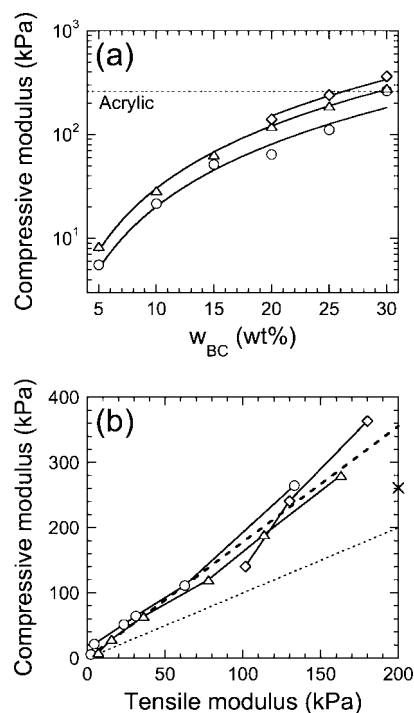 (a)
Compressive modulus (kPa)
10³
10²
10¹
Acrylic
5 10 15 20 25 30
w_BC (wt%)
(b)
Compressive modulus (kPa)
400
300
200
100
0
0 50 100 150 200
Tensile modulus (kPa)